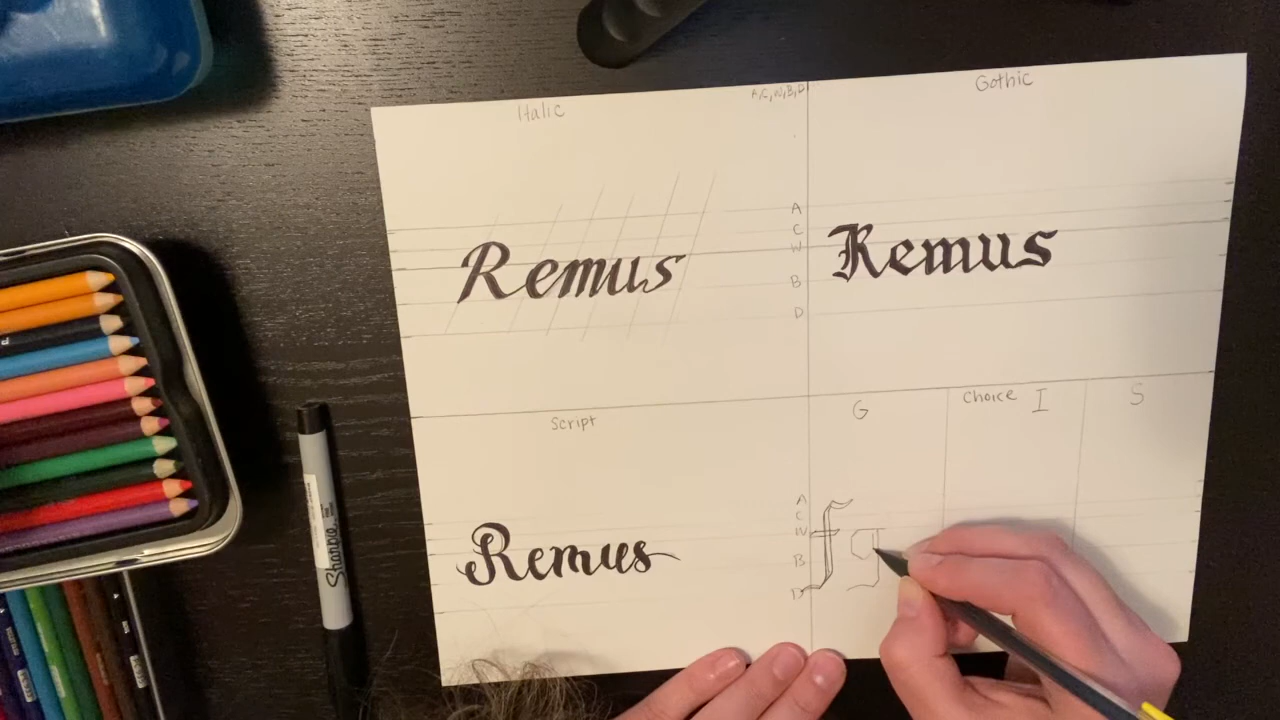 Italic
A,C,W,B,D
Gothic
A
C
W
B
D
Remus
Remus
Script
G
Choice I
S
A
C
W
B
D
Remus
f g
Sharpie